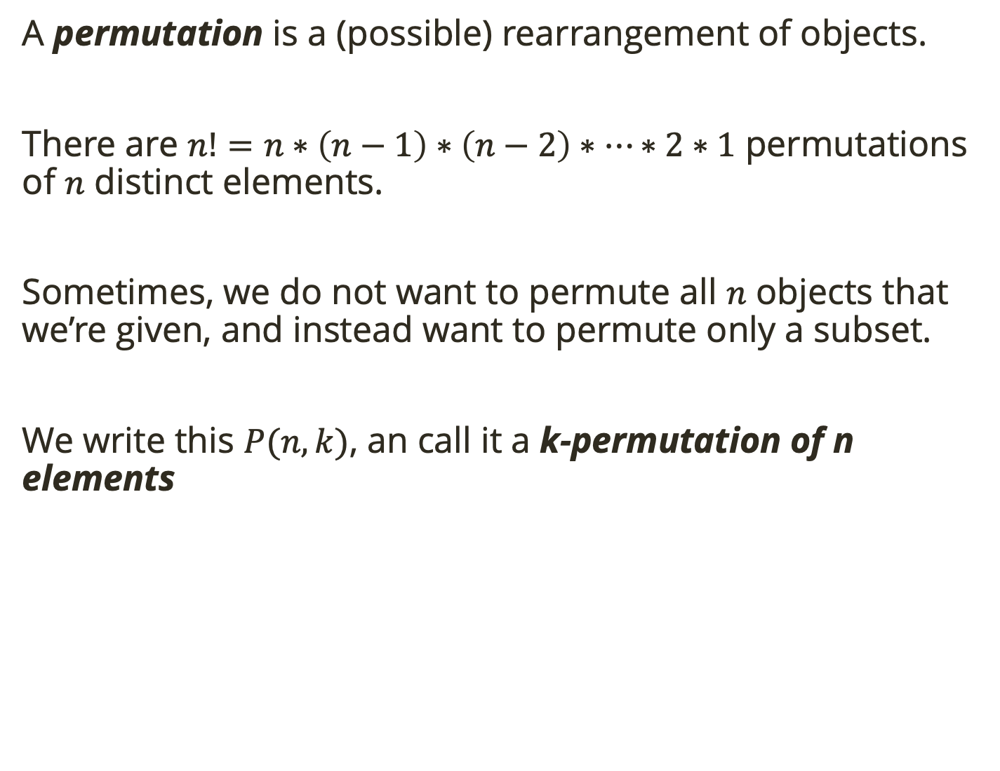 A permutation is a (possible) rearrangement of objects.
There are n! = n ∗ (n − 1) ∗ (n − 2) ∗ ⋯ ∗ 2 ∗ 1 permutations
of n distinct elements.
Sometimes, we do not want to permute all n objects that
we’re given, and instead want to permute only a subset.
We write this P(n, k), an call it a k-permutation of n
elements